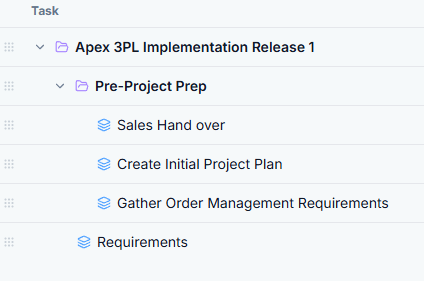 Task
Apex 3PL Implementation Release 1
Pre-Project Prep
Sales Hand over
Create Initial Project Plan
Gather Order Management Requirements
Requirements